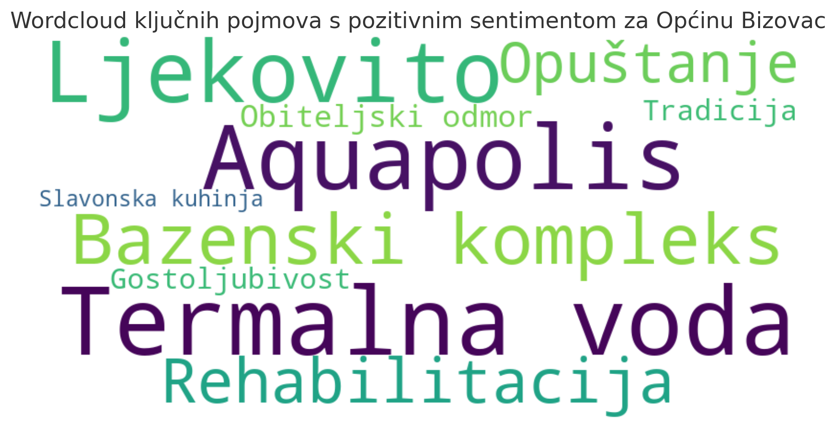 Wordcloud ključnih pojmova s pozitivnim sentimentom za Općinu Bizovac
Ljekovito
Opuštanje
Obiteljski odmor
Tradicija
Aquapolis
Slavonska kuhinja
Bazenski kompleks
Gostoljubivost
Termalna voda
Rehabilitacija